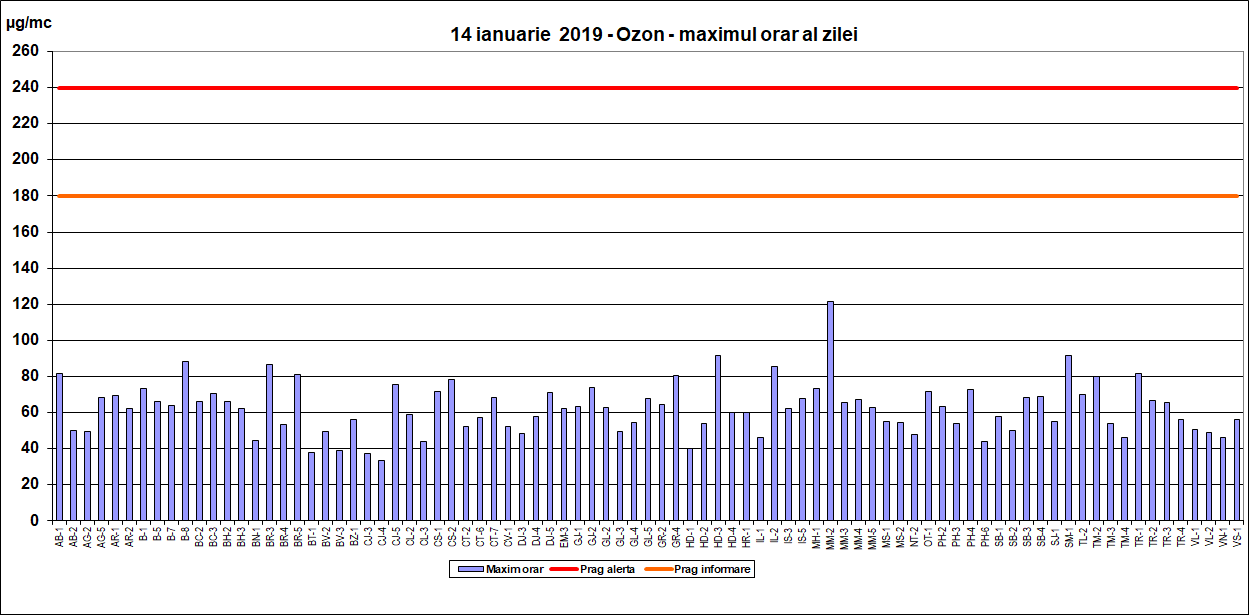 µg/mc
14 ianuarie 2019 - Ozon - maximul orar al zilei
260
240
220
200
180
160
140
120
100
80
60
40
20
0
AB-1
AB-2
AG-2
AG-5
AR-1
AR-2
B-1
B-5
B-7
B-8
BC-2
BC-3
BH-2
BH-3
BN-1
BR-3
BR-4
BR-5
BT-1
BV-2
BV-3
BZ-1
CJ-3
CJ-4
CJ-5
CL-2
CL-3
CS-1
CS-2
CT-2
CT-6
CT-7
CV-1
DJ-3
DJ-4
DJ-5
EM-3
GJ-1
GJ-2
GL-2
GL-3
GL-4
GL-5
GR-2
GR-4
HD-1
HD-2
HD-3
HD-4
HR-1
IL-1
IL-2
IS-3
IS-5
MH-1
MM-2
MM-3
MM-4
MM-5
MS-1
MS-2
NT-2
OT-1
PH-2
PH-3
PH-4
PH-6
SB-1
SB-2
SB-3
SB-4
SJ-1
SM-1
TL-2
TM-2
TM-3
TM-4
TR-1
TR-2
TR-3
TR-4
VL-1
VL-2
VN-1
VS-1
Maxim orar Prag alerta Prag informare